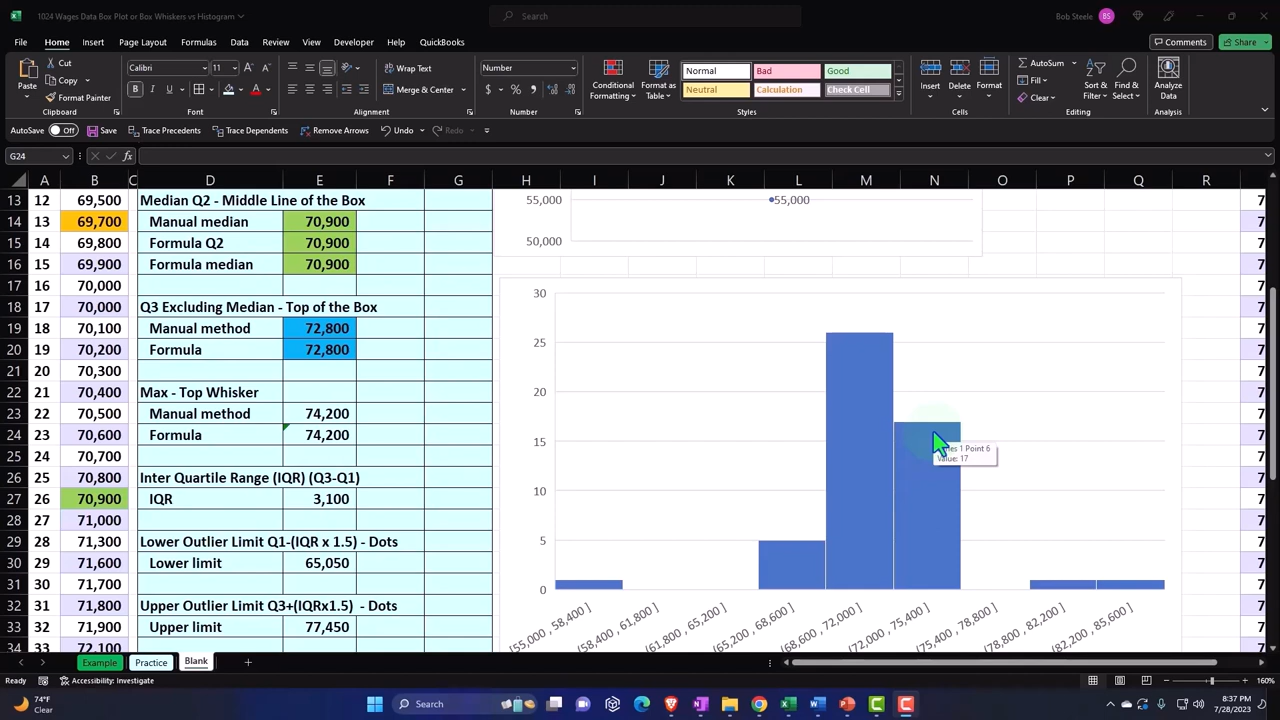 1024 Wages Data Box Plot or Box Whiskers vs Histogram
Search
Bob Steele
BS
File Home Insert Page Layout Formulas Data Review View Developer Help QuickBooks
Comments
Share
Paste
Cut
Copy
Format Painter
Clipboard
Calibri
11
B I U
Font
Wrap Text
Merge & Center
Alignment
Number
Number
Conditional Formatting
Format as Table
Normal Bad Good
Neutral Calculation Check Cell
Styles
Insert Delete Format
Cells
AutoSum
Fill
Clear
Sort & Filter
Find & Select
Editing
Analyze Data
Analysis
AutoSave Off Save Trace Precedents Trace Dependents Remove Arrows Undo Redo
G24
fx
A B C D E F G H I J K L M N O P Q R S
13 12 69,500 Median Q2 - Middle Line of the Box
14 13 69,700 Manual median 70,900
15 14 69,800 Formula Q2 70,900
16 15 69,900 Formula median 70,900
17 16 70,000
18 17 70,000 Q3 Excluding Median - Top of the Box
19 18 70,100 Manual method 72,800
20 19 70,200 Formula 72,800
21 20 70,300
22 21 70,400 Max - Top Whisker
23 22 70,500 Manual method 74,200
24 23 70,600 Formula 74,200
25 24 70,700
26 25 70,800 Inter Quartile Range (IQR) (Q3-Q1)
27 26 70,900 IQR 3,100
28 27 71,000
29 28 71,300 Lower Outlier Limit Q1-(IQR x 1.5) - Dots
30 29 71,600 Lower limit 65,050
31 30 71,700
32 31 71,800 Upper Outlier Limit Q3+(IQRx1.5) - Dots
33 32 71,900 Upper limit 77,450
34 33 72,100
55,000
55,000
50,000
30
25
20
15
10
5
0
Point 6
Value: 17
[55,000 , 58,400 ]
(58,400 , 61,800 ]
(61,800 , 65,200 ]
(65,200 , 68,600 ]
(68,600 , 72,000 ]
(72,000 , 75,400 ]
(75,400 , 78,800 ]
(78,800 , 82,200 ]
(82,200 , 85,600 ]
Example Practice Blank
Ready Accessibility: Investigate
160%
74°F
Clear
Search
8:37 PM
7/28/2023